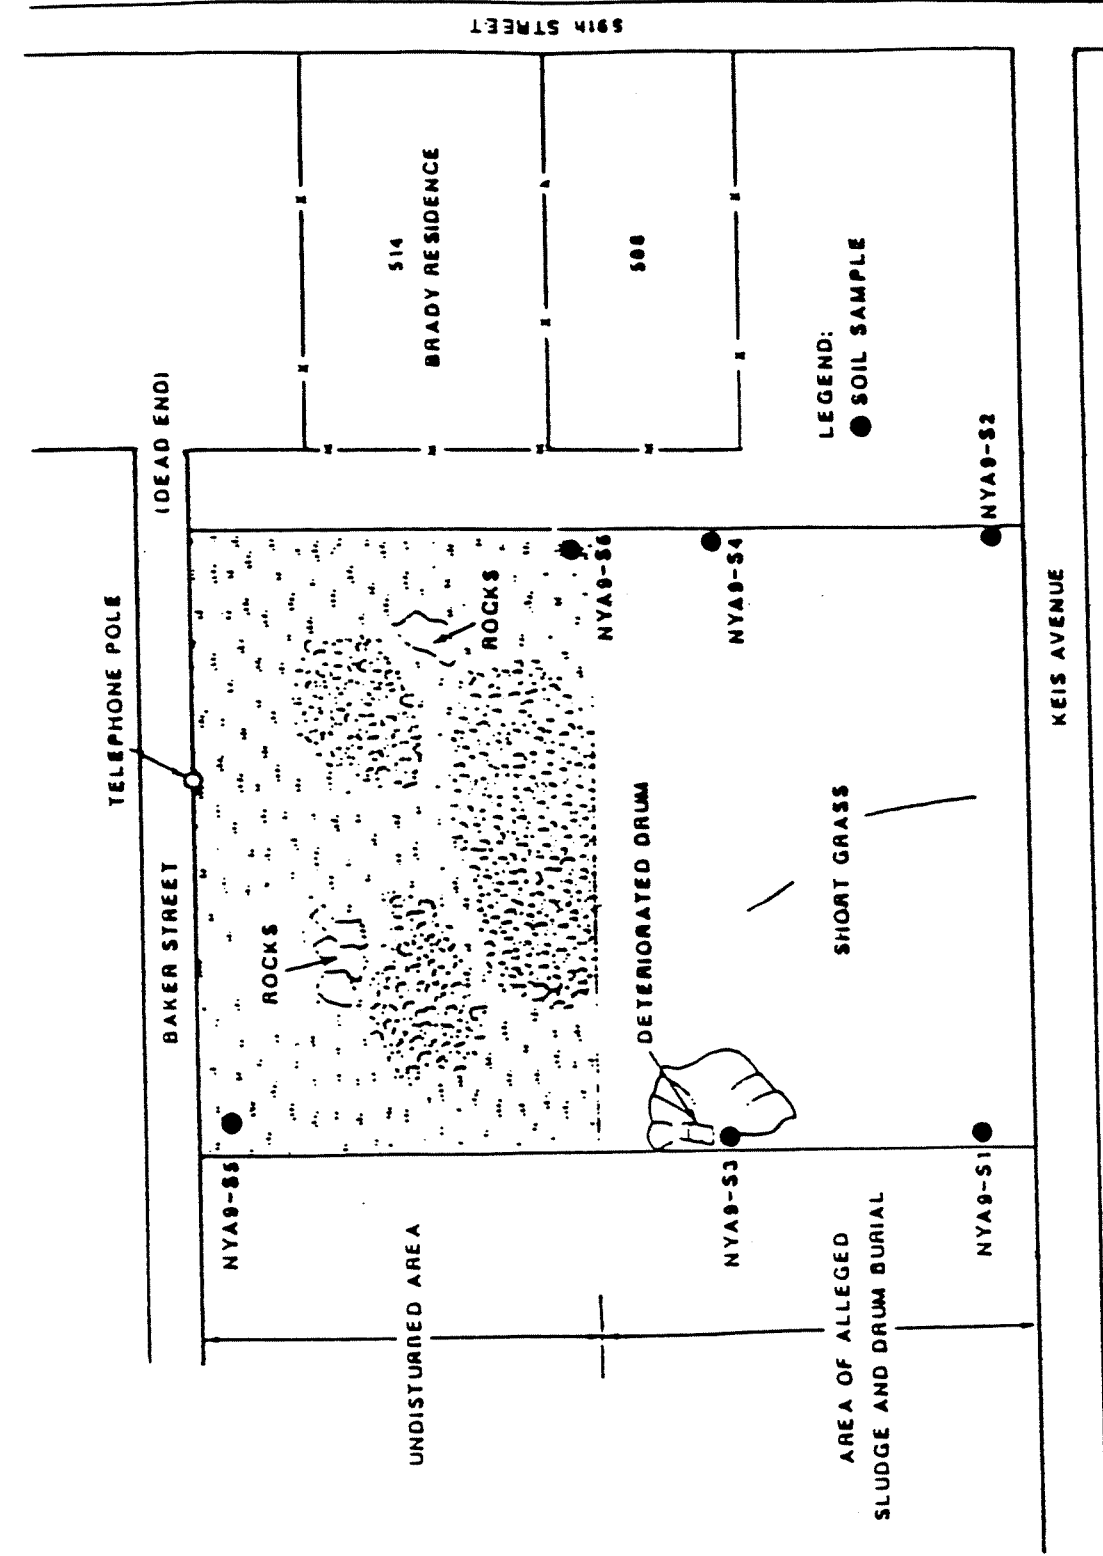 TELEPHONE POLE
BAKER STREET
(DEAD END)
NYA9-S5
ROCKS
514
BRADY RESIDENCE
UNDISTURBED AREA
ROCKS
59th STREET
NYA9-S6
508
DETERIORATED DRUM
NYA9-S3
NYA9-S4
SHORT GRASS
LEGEND:
SOIL SAMPLE
AREA OF ALLEGED
SLUDGE AND DRUM BURIAL
NYA9-S1
NYA9-S2
KEIS AVENUE